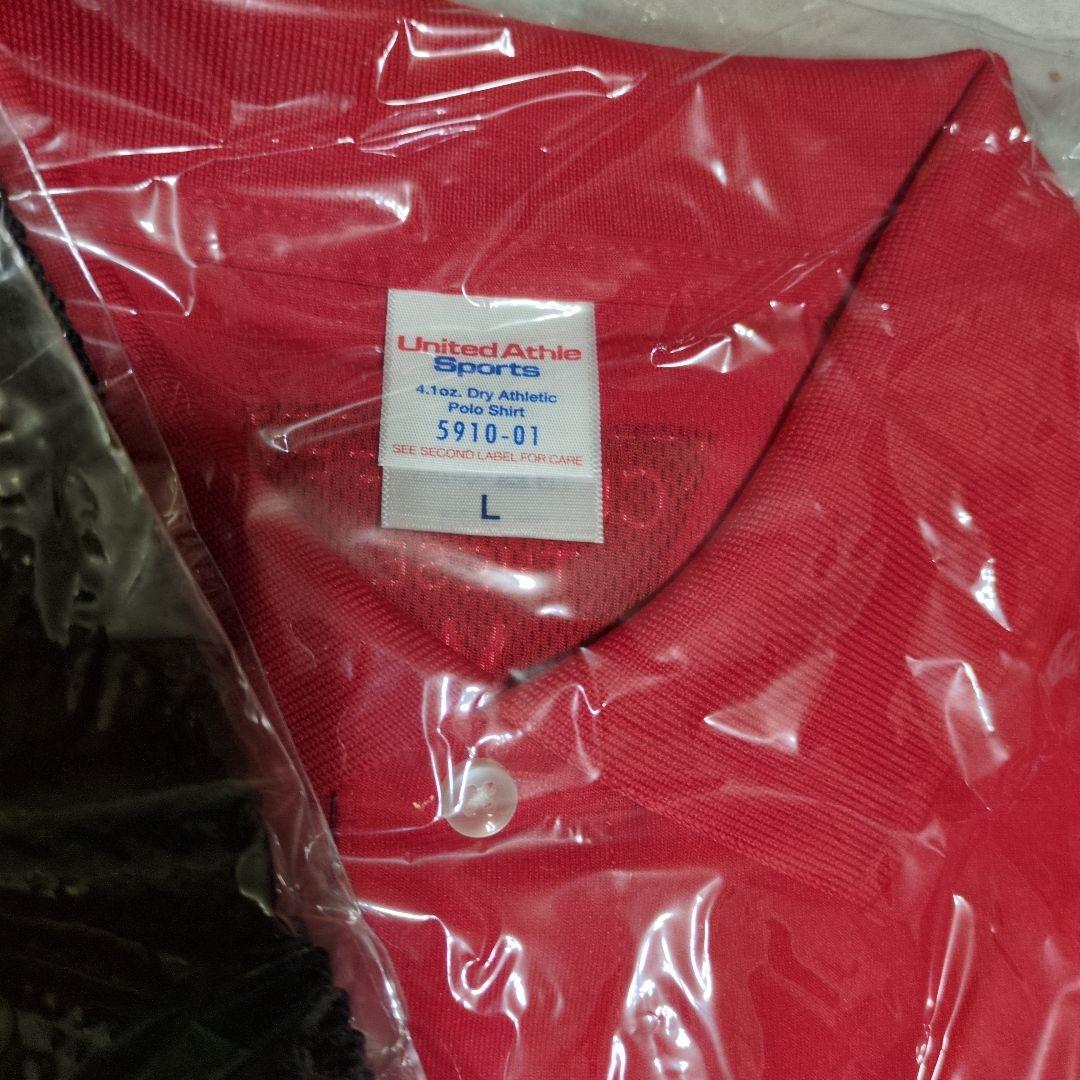 United Athle
Sports
4.1oz. Dry Athletic
Polo Shirt
5910-01
SEE SECOND LABEL FOR CARE
L